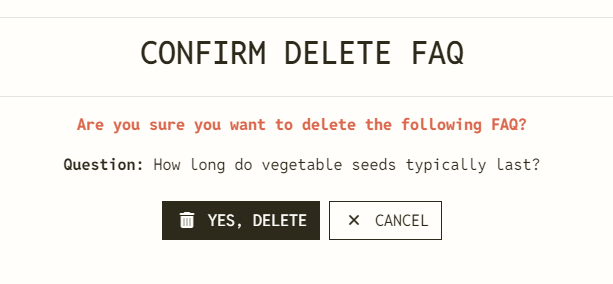 CONFIRM DELETE FAQ
Are you sure you want to delete the following FAQ?
Question: How long do vegetable seeds typically last?
YES, DELETE CANCEL